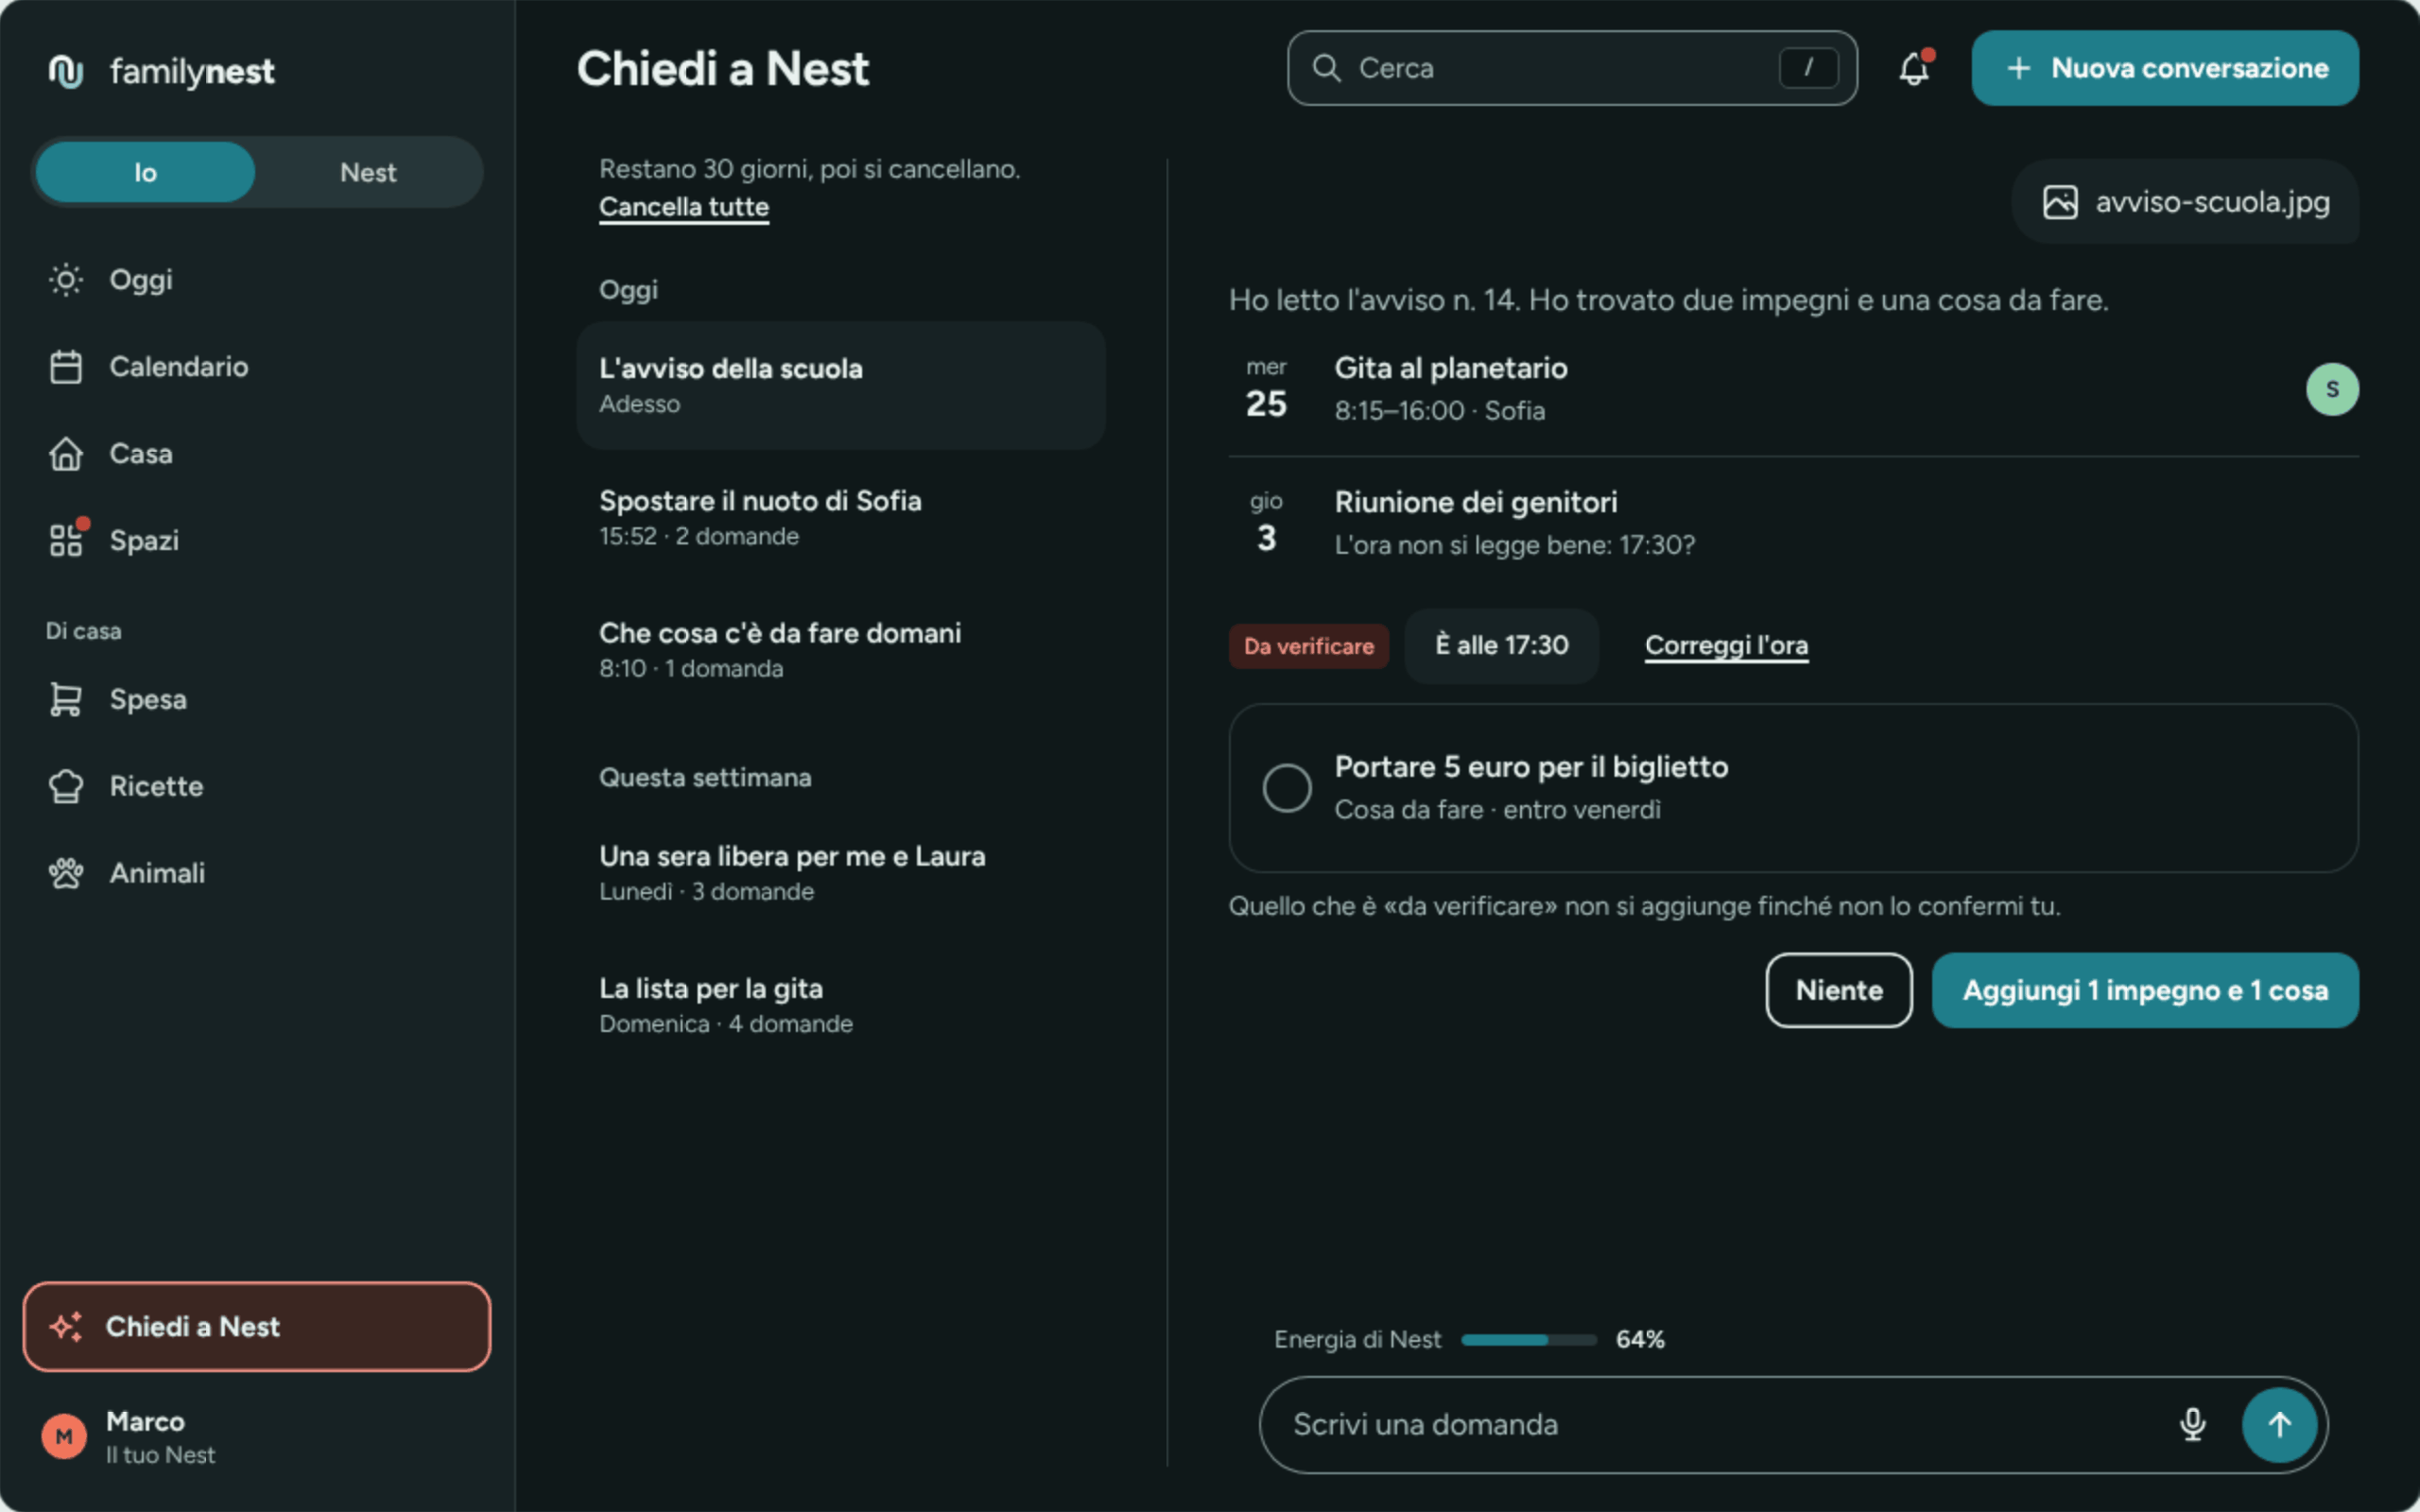 familynest
Io
Nest
Oggi
Calendario
Casa
Spazi
Di casa
Spesa
Ricette
Animali
Chiedi a Nest
M
Marco
Il tuo Nest
Chiedi a Nest
Cerca
/
Nuova conversazione
Restano 30 giorni, poi si cancellano.
Cancella tutte
Oggi
L'avviso della scuola
Adesso
Spostare il nuoto di Sofia
15:52 · 2 domande
Che cosa c'è da fare domani
8:10 · 1 domanda
Questa settimana
Una sera libera per me e Laura
Lunedì · 3 domande
La lista per la gita
Domenica · 4 domande
avviso-scuola.jpg
Ho letto l'avviso n. 14. Ho trovato due impegni e una cosa da fare.
mer
25
Gita al planetario
8:15–16:00 · Sofia
S
gio
3
Riunione dei genitori
L'ora non si legge bene: 17:30?
Da verificare
È alle 17:30
Correggi l'ora
Portare 5 euro per il biglietto
Cosa da fare · entro venerdì
Quello che è «da verificare» non si aggiunge finché non lo confermi tu.
Niente
Aggiungi 1 impegno e 1 cosa
Energia di Nest
64%
Scrivi una domanda